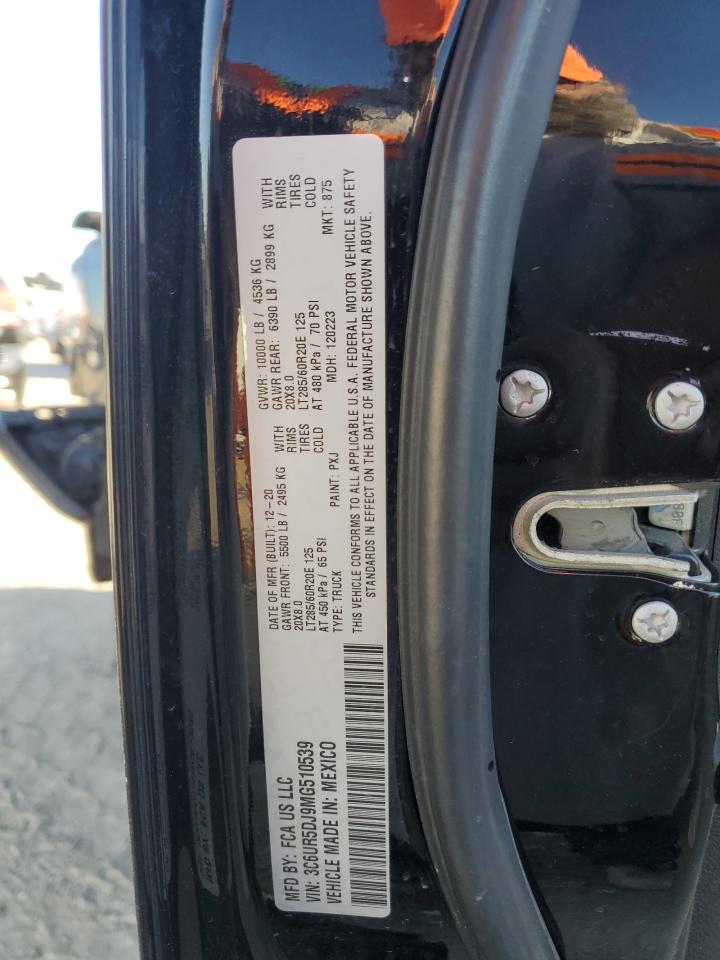 MFD BY: FCA US LLC
VIN: 3C6UR5DJ9MG510539
VEHICLE MADE IN: MEXICO
DATE OF MFR (BUILT): 12-20
GAWR FRONT: 5500 LB / 2495 KG WITH
20X8.0 RIMS
LT285/60R20E 125 TIRES
AT 450 kPa / 65 PSI COLD
TYPE: TRUCK PAINT: PXJ
GVWR: 10000 LB / 4536 KG
GAWR REAR: 6390 LB / 2899 KG WITH
20X8.0 RIMS
LT285/60R20E 125 TIRES
AT 480 kPa / 70 PSI COLD
MDH: 120223 MKT: 875
THIS VEHICLE CONFORMS TO ALL APPLICABLE U.S.A. FEDERAL MOTOR VEHICLE SAFETY
STANDARDS IN EFFECT ON THE DATE OF MANUFACTURE SHOWN ABOVE.